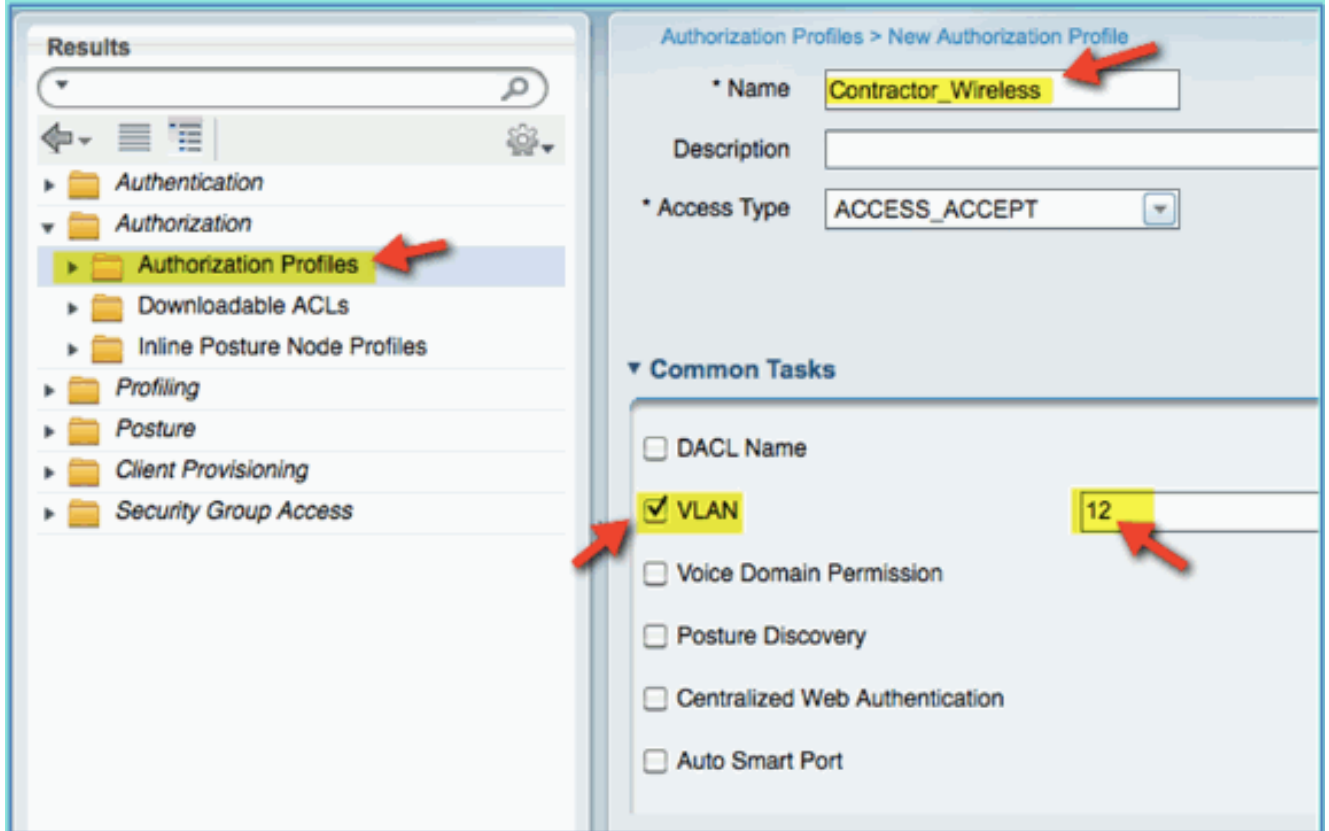 Results
Authentication
Authorization
Authorization Profiles
Downloadable ACLs
Inline Posture Node Profiles
Profiling
Posture
Client Provisioning
Security Group Access
Authorization Profiles > New Authorization Profile
* Name Contractor_Wireless
Description
* Access Type ACCESS_ACCEPT
Common Tasks
DACL Name
VLAN 12
Voice Domain Permission
Posture Discovery
Centralized Web Authentication
Auto Smart Port